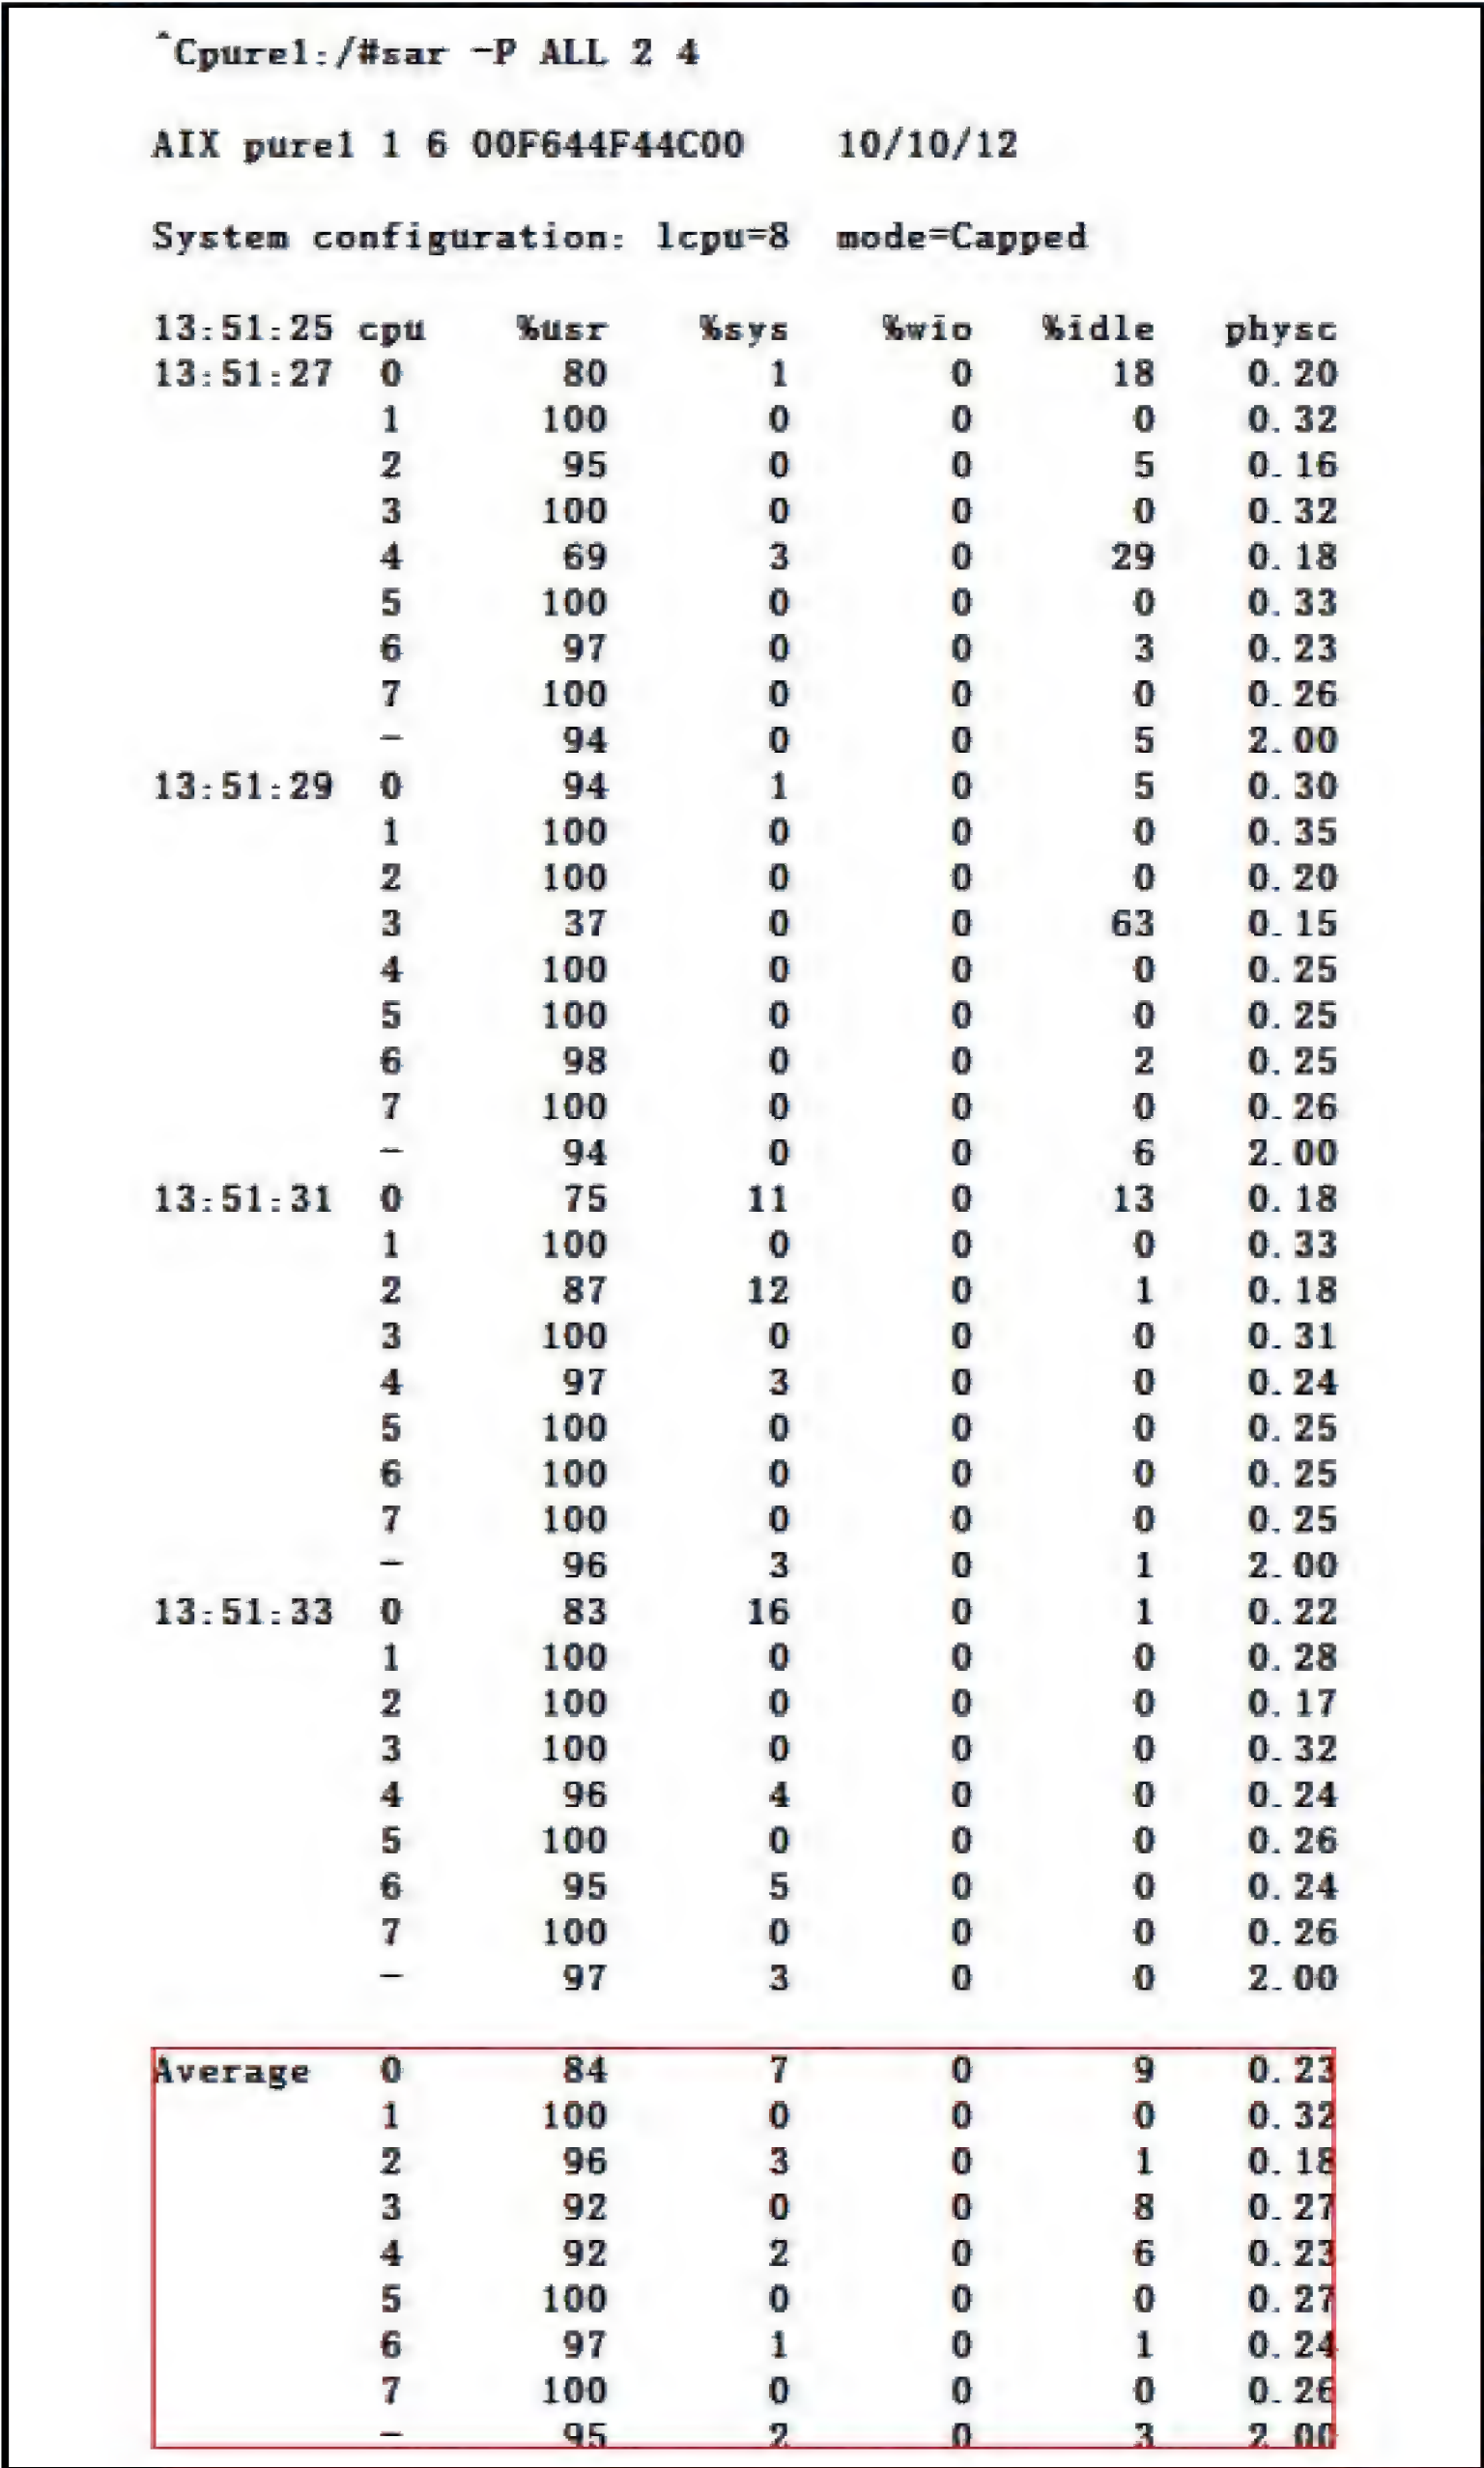 ^Cpure1:/#sar -P ALL 2 4
AIX pure1 1 6 00F644F44C00 10/10/12
System configuration: lcpu=8 mode=Capped
13:51:25 cpu %usr %sys %wio %idle physc
13:51:27 0 80 1 0 18 0.20
1 100 0 0 0 0.32
2 95 0 0 5 0.16
3 100 0 0 0 0.32
4 69 3 0 29 0.18
5 100 0 0 0 0.33
6 97 0 0 3 0.23
7 100 0 0 0 0.26
- 94 0 0 5 2.00
13:51:29 0 94 1 0 5 0.30
1 100 0 0 0 0.35
2 100 0 0 0 0.20
3 37 0 0 63 0.15
4 100 0 0 0 0.25
5 100 0 0 0 0.25
6 98 0 0 2 0.25
7 100 0 0 0 0.26
- 94 0 0 6 2.00
13:51:31 0 75 11 0 13 0.18
1 100 0 0 0 0.33
2 87 12 0 1 0.18
3 100 0 0 0 0.31
4 97 3 0 0 0.24
5 100 0 0 0 0.25
6 100 0 0 0 0.25
7 100 0 0 0 0.25
- 96 3 0 1 2.00
13:51:33 0 83 16 0 1 0.22
1 100 0 0 0 0.28
2 100 0 0 0 0.17
3 100 0 0 0 0.32
4 96 4 0 0 0.24
5 100 0 0 0 0.26
6 95 5 0 0 0.24
7 100 0 0 0 0.26
- 97 3 0 0 2.00
Average 0 84 7 0 9 0.23
1 100 0 0 0 0.32
2 96 3 0 1 0.18
3 92 0 0 8 0.27
4 92 2 0 6 0.23
5 100 0 0 0 0.27
6 97 1 0 1 0.24
7 100 0 0 0 0.26
- 95 2 0 3 2.00